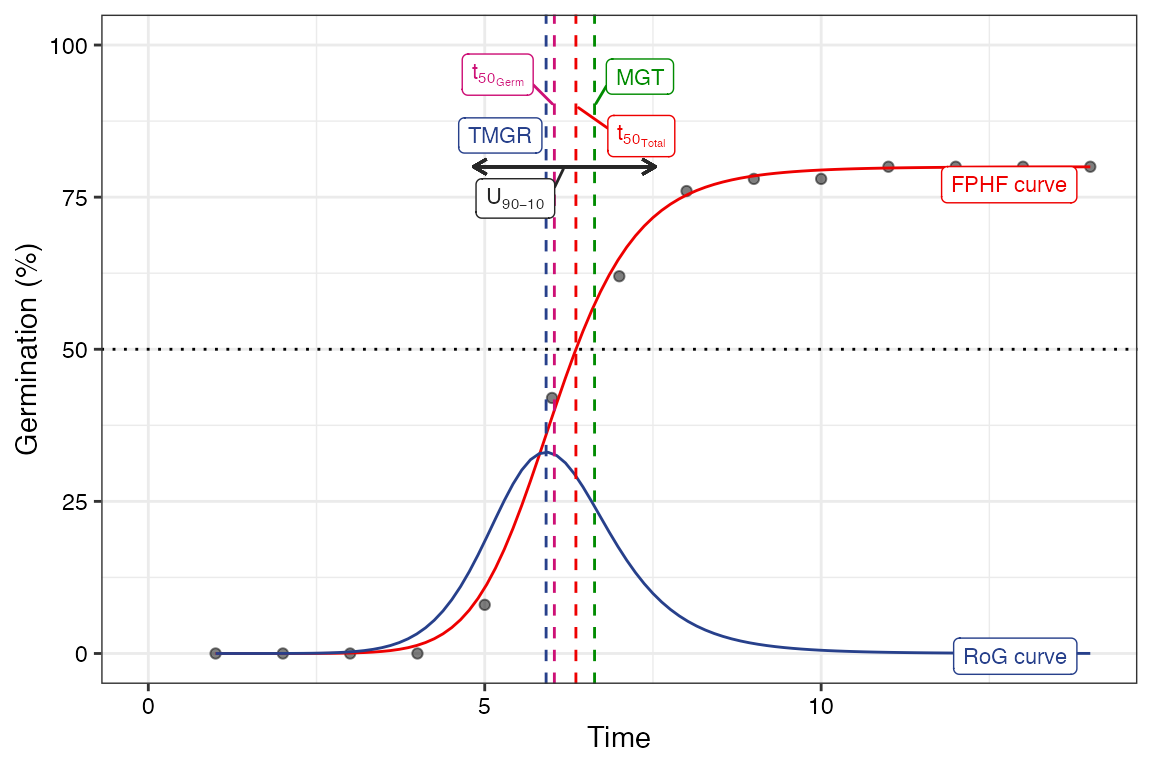 100
75
50
25
0
Germination (%)
t50Germ
MGT
TMGR
t50Total
U90−10
FPHF curve
RoG curve
0 5 10
Time